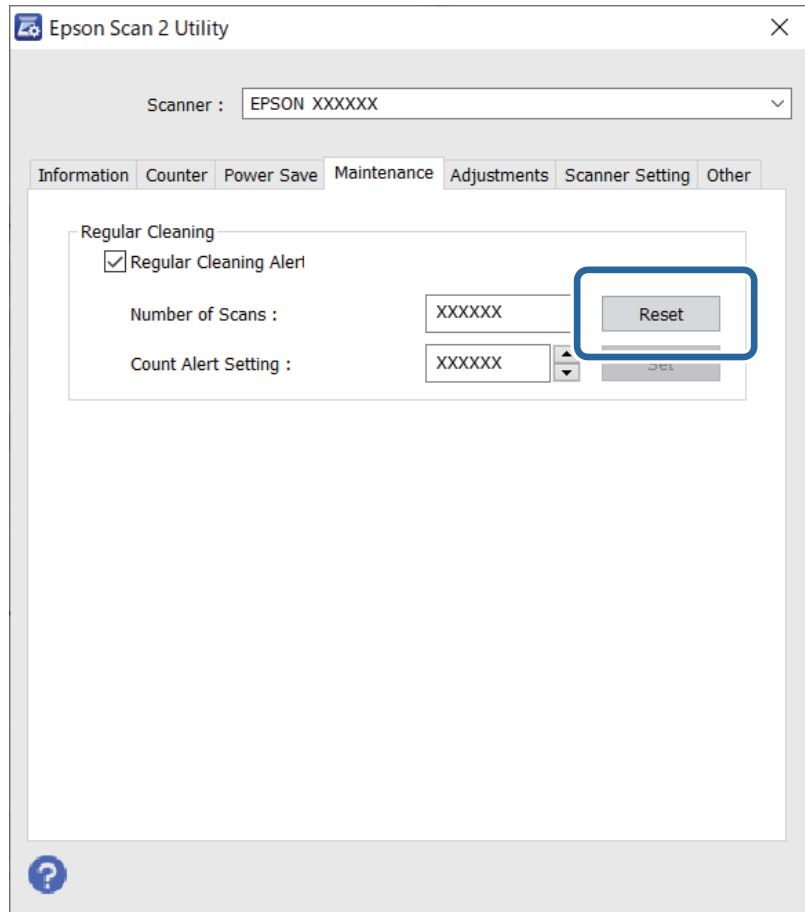 Epson Scan 2 Utility
Scanner : EPSON XXXXXX
Information Counter Power Save Maintenance Adjustments Scanner Setting Other
Regular Cleaning
Regular Cleaning Alert
Number of Scans : XXXXXX Reset
Count Alert Setting : XXXXXX Set
?